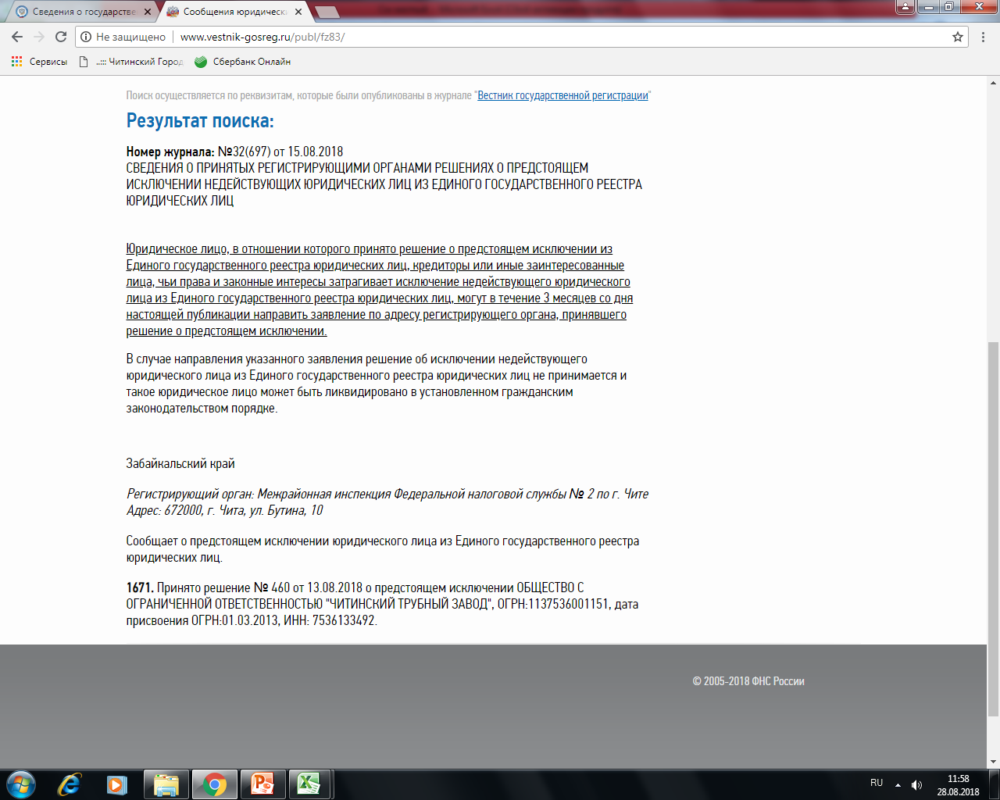 Сведения о государстве
Сообщения юридически
Не защищено
www.vestnik-gosreg.ru/publ/fz83/
Сервисы
..::: Читинский Город
Сбербанк Онлайн
Поиск осуществляется по реквизитам, которые были опубликованы в журнале "Вестник государственной регистрации"
Результат поиска:
Номер журнала: №32(697) от 15.08.2018
СВЕДЕНИЯ О ПРИНЯТЫХ РЕГИСТРИРУЮЩИМИ ОРГАНАМИ РЕШЕНИЯХ О ПРЕДСТОЯЩЕМ
ИСКЛЮЧЕНИИ НЕДЕЙСТВУЮЩИХ ЮРИДИЧЕСКИХ ЛИЦ ИЗ ЕДИНОГО ГОСУДАРСТВЕННОГО РЕЕСТРА
ЮРИДИЧЕСКИХ ЛИЦ
Юридическое лицо, в отношении которого принято решение о предстоящем исключении из
Единого государственного реестра юридических лиц, кредиторы или иные заинтересованные
лица, чьи права и законные интересы затрагивает исключение недействующего юридического
лица из Единого государственного реестра юридических лиц, могут в течение 3 месяцев со дня
настоящей публикации направить заявление по адресу регистрирующего органа, принявшего
решение о предстоящем исключении.
В случае направления указанного заявления решение об исключении недействующего
юридического лица из Единого государственного реестра юридических лиц не принимается и
такое юридическое лицо может быть ликвидировано в установленном гражданским
законодательством порядке.
Забайкальский край
Регистрирующий орган: Межрайонная инспекция Федеральной налоговой службы № 2 по г. Чите
Адрес: 672000, г. Чита, ул. Бутина, 10
Сообщает о предстоящем исключении юридического лица из Единого государственного реестра
юридических лиц.
1671. Принято решение № 460 от 13.08.2018 о предстоящем исключении ОБЩЕСТВО С
ОГРАНИЧЕННОЙ ОТВЕТСТВЕННОСТЬЮ "ЧИТИНСКИЙ ТРУБНЫЙ ЗАВОД", ОГРН:1137536001151, дата
присвоения ОГРН:01.03.2013, ИНН: 7536133492.
© 2005-2018 ФНС России
RU
11:58
28.08.2018